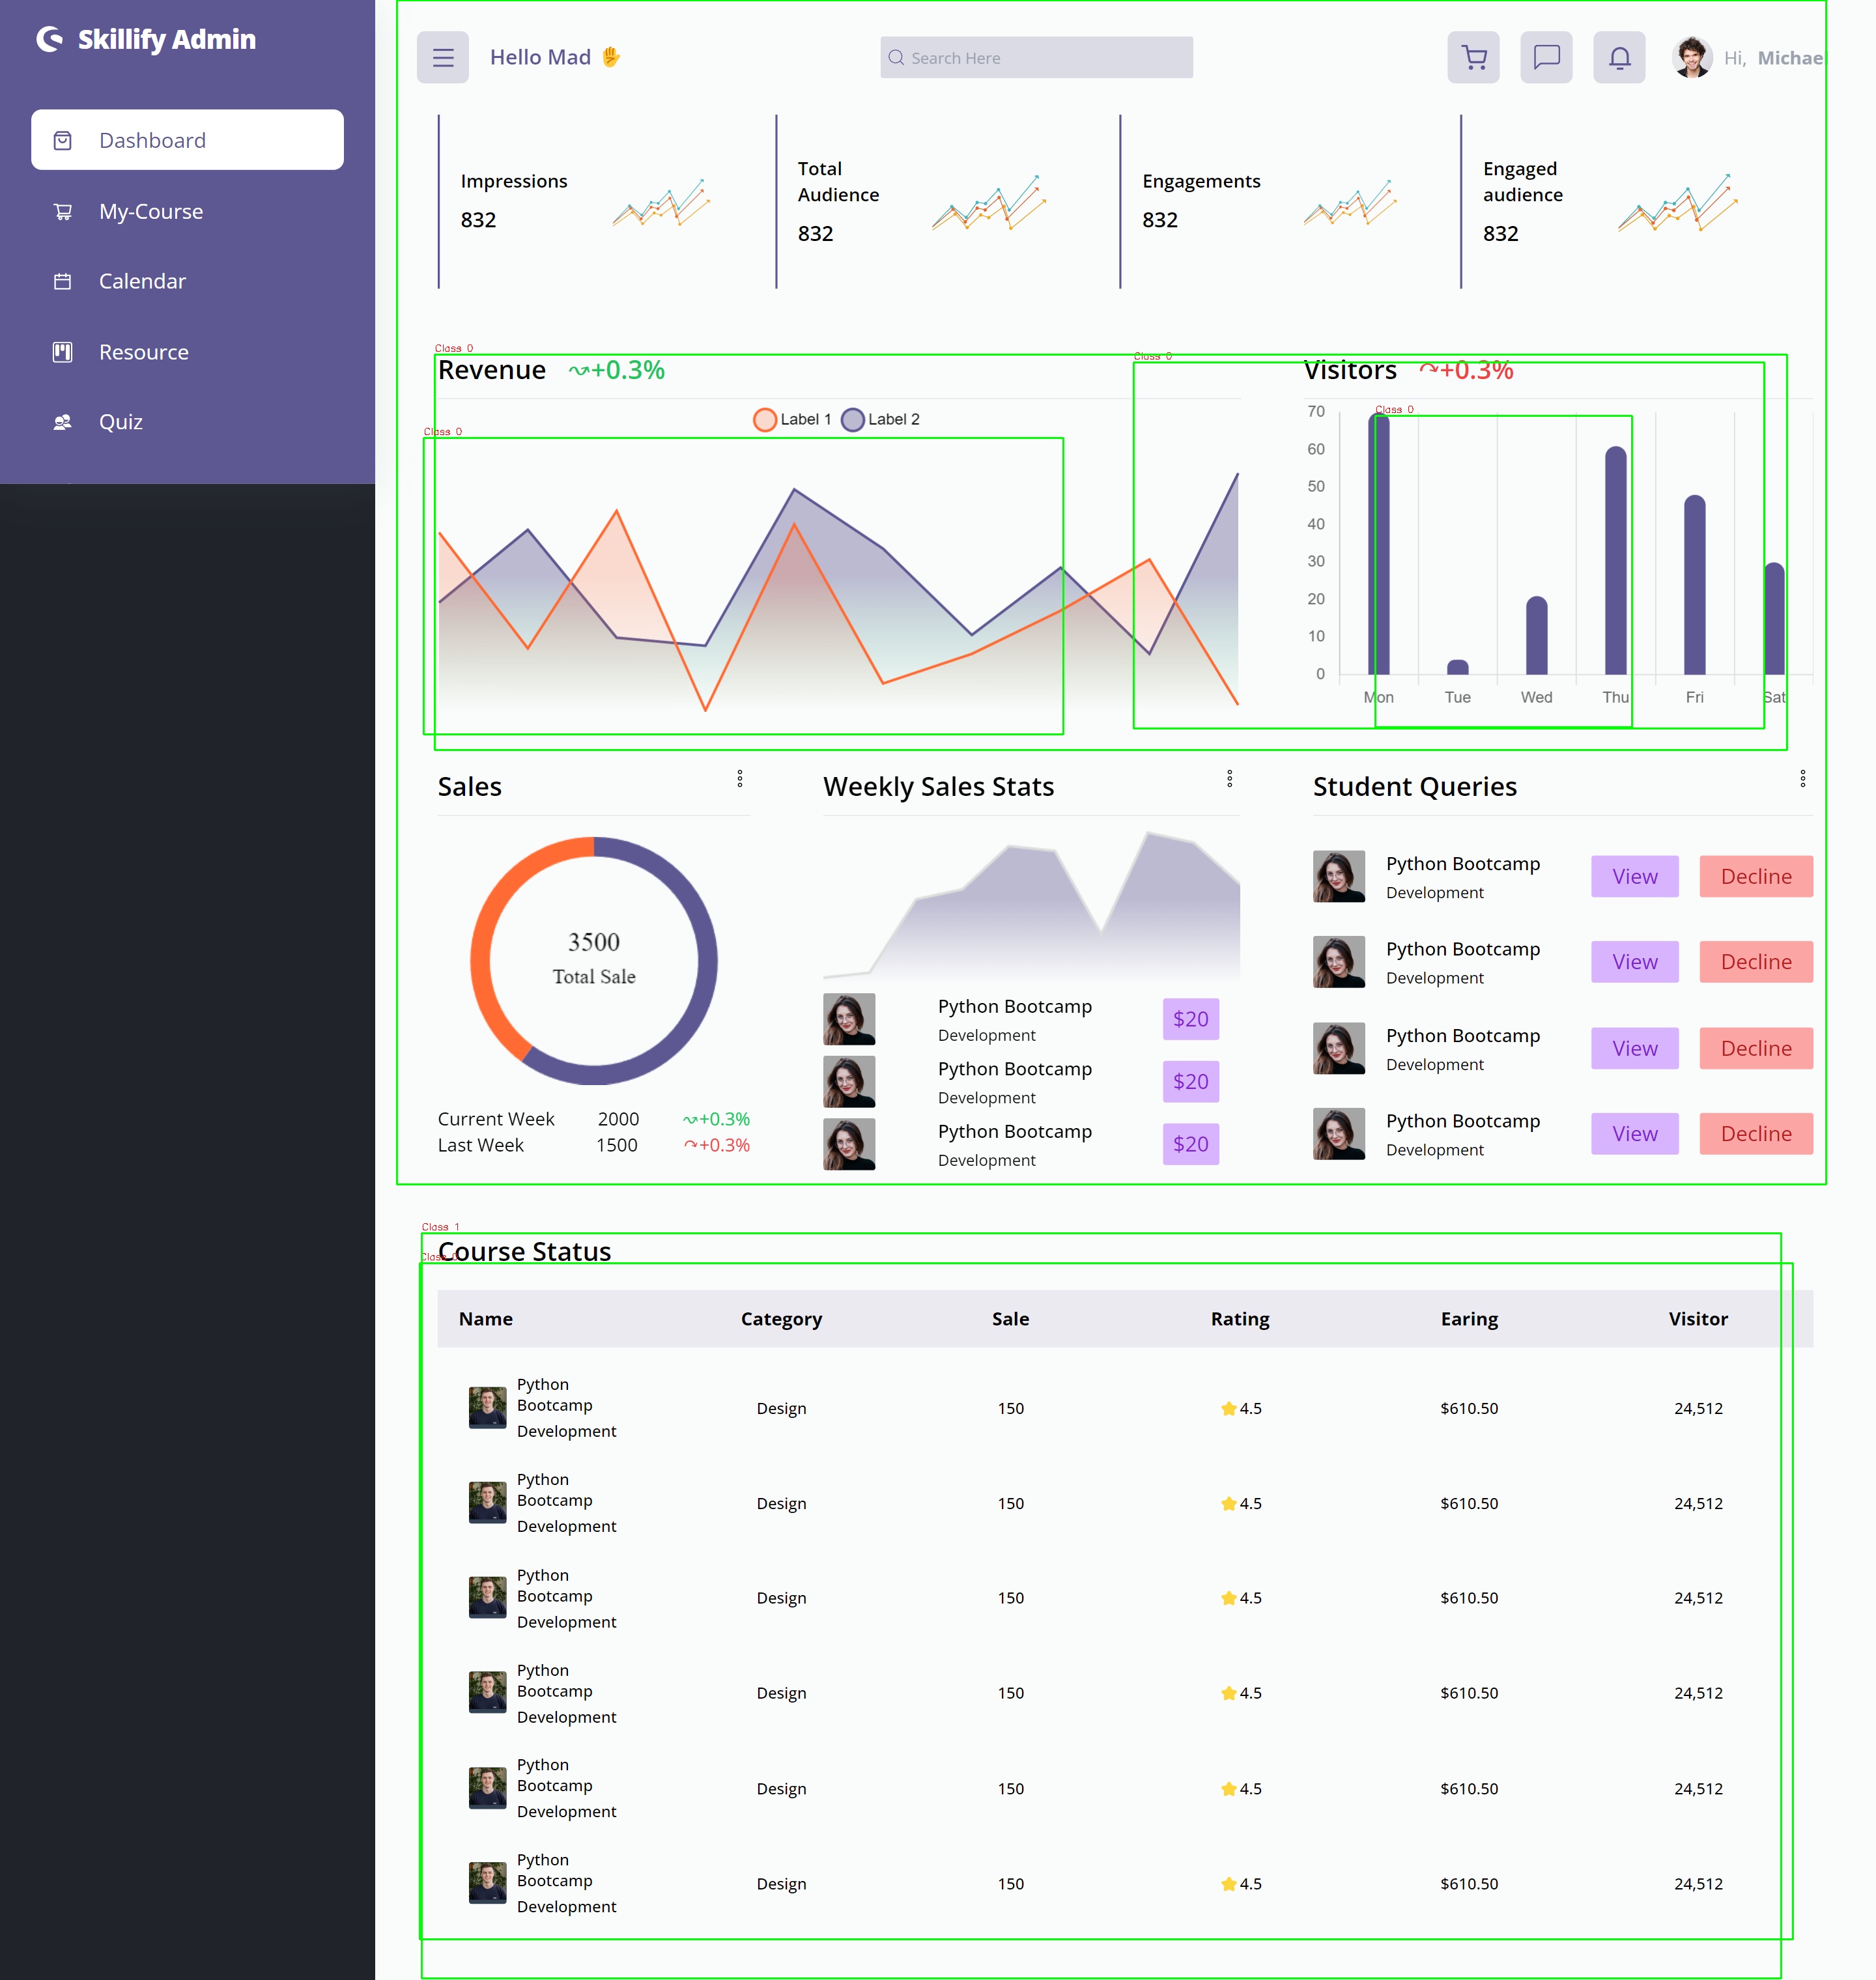 Skillify Admin
Dashboard
My-Course
Calendar
Resource
Quiz
Hello Mad ✋
Search Here
Hi, Michael
Impressions
832
Total
Audience
832
Engagements
832
Engaged
audience
832
Class 0
Revenue
+0.3%
Label 1
Label 2
Class 0
Class 0
Visitors
+0.3%
Class 0
70
60
50
40
30
20
10
0
Mon Tue Wed Thu Fri Sat
Sales
3500
Total Sale
Current Week 2000 +0.3%
Last Week 1500 +0.3%
Weekly Sales Stats
Python Bootcamp
Development
$20
Python Bootcamp
Development
$20
Python Bootcamp
Development
$20
Student Queries
Python Bootcamp
Development
View Decline
Python Bootcamp
Development
View Decline
Python Bootcamp
Development
View Decline
Python Bootcamp
Development
View Decline
Class 1
Course Status
Class 0
Name Category Sale Rating Earing Visitor
Python
Bootcamp
Development
Design 150 4.5 $610.50 24,512
Python
Bootcamp
Development
Design 150 4.5 $610.50 24,512
Python
Bootcamp
Development
Design 150 4.5 $610.50 24,512
Python
Bootcamp
Development
Design 150 4.5 $610.50 24,512
Python
Bootcamp
Development
Design 150 4.5 $610.50 24,512
Python
Bootcamp
Development
Design 150 4.5 $610.50 24,512